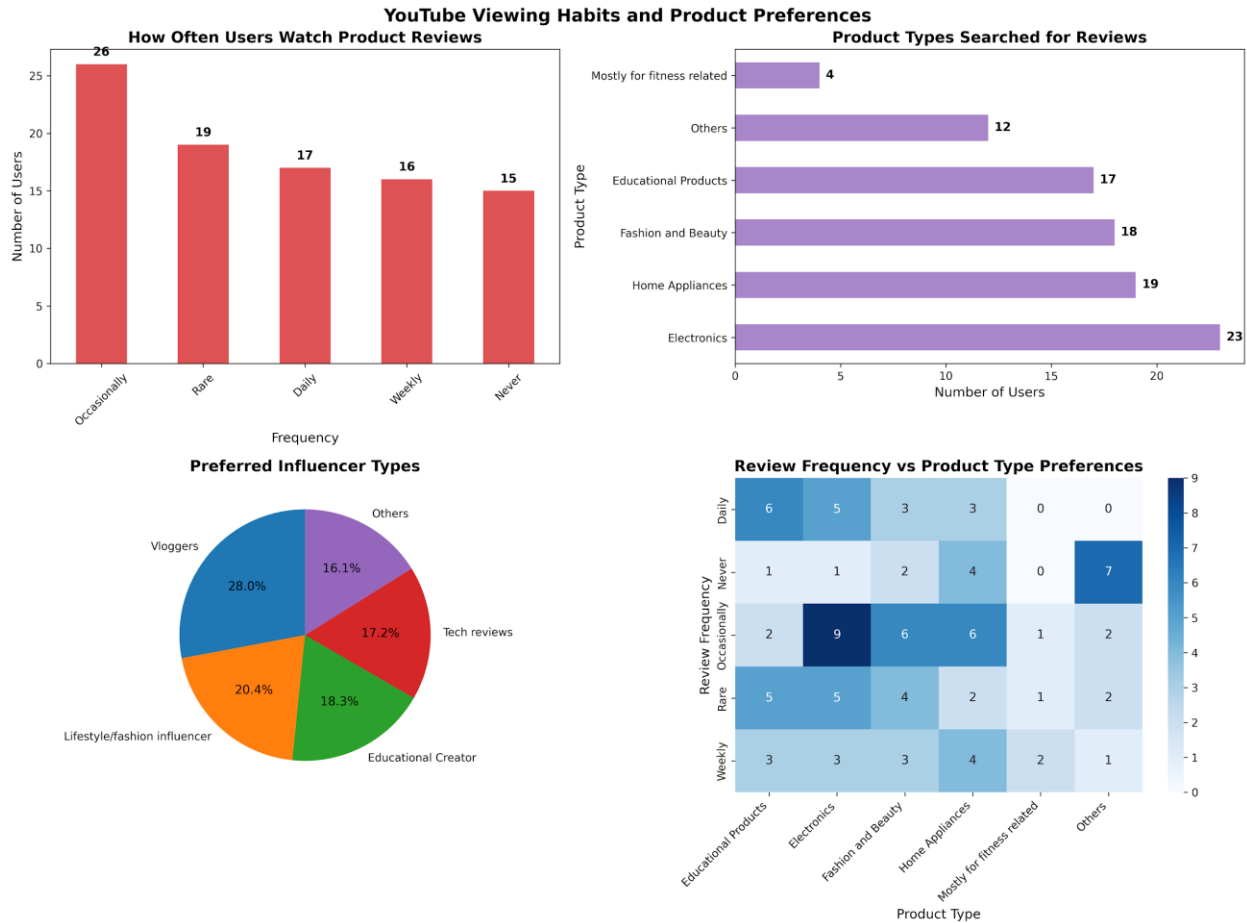 YouTube Viewing Habits and Product Preferences
How Often Users Watch Product Reviews
Number of Users
25
20
15
10
5
0
26
19
17
16
15
Occasionally
Rare
Daily
Weekly
Never
Frequency
Product Types Searched for Reviews
Product Type
Mostly for fitness related
4
Others
12
Educational Products
17
Fashion and Beauty
18
Home Appliances
19
Electronics
23
0 5 10 15 20
Number of Users
Preferred Influencer Types
Others
16.1%
Vloggers
28.0%
Tech reviews
17.2%
Lifestyle/fashion influencer
20.4%
Educational Creator
18.3%
Review Frequency vs Product Type Preferences
Review Frequency
Daily
6 5 3 3 0 0
Never
1 1 2 4 0 7
Occasionally
2 9 6 6 1 2
Rare
5 5 4 2 1 2
Weekly
3 3 3 4 2 1
Educational Products
Electronics
Fashion and Beauty
Home Appliances
Mostly for fitness related
Others
Product Type
9
8
7
6
5
4
3
2
1
0